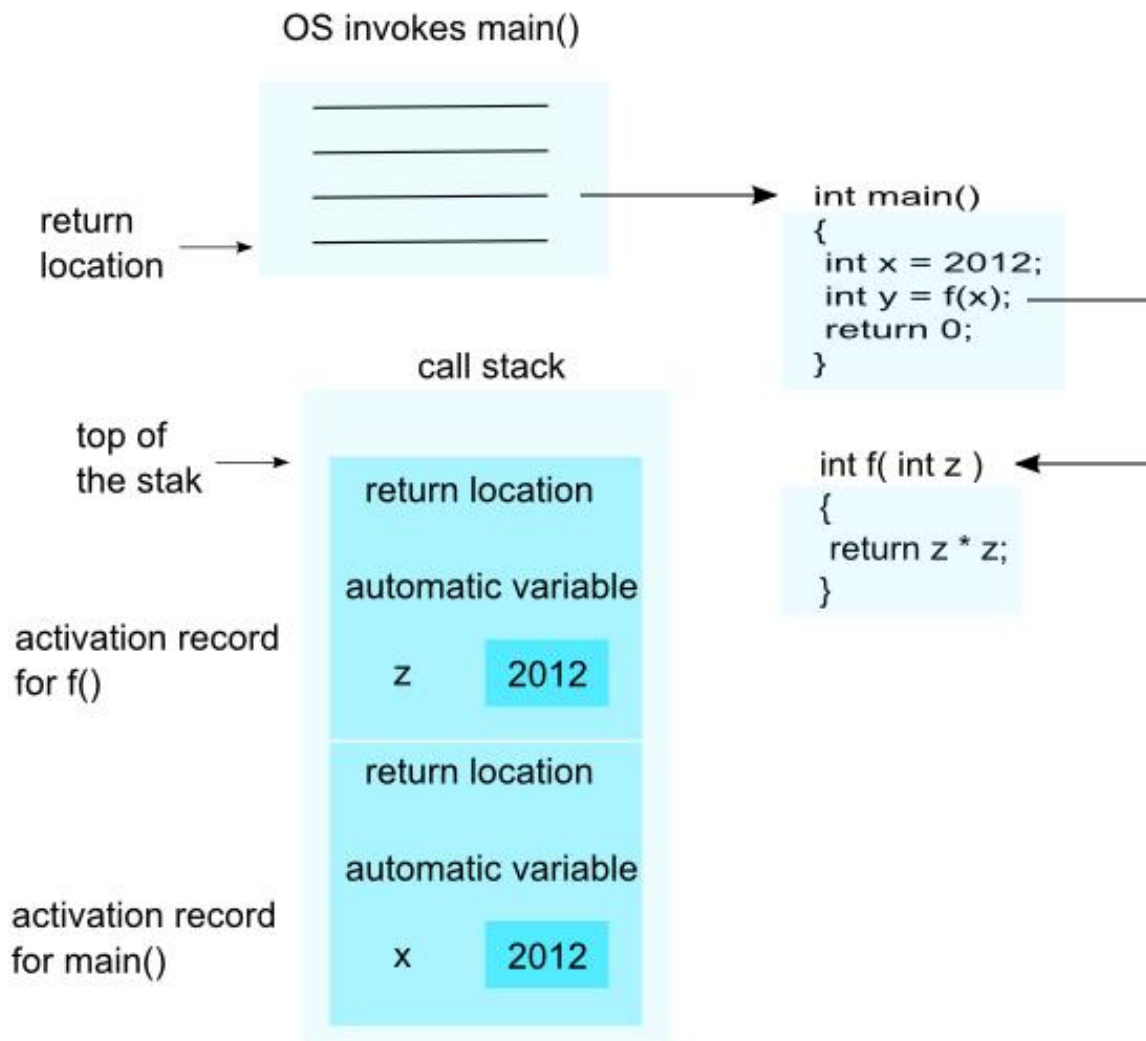 OS invokes main()
return
location
int main()
{
int x = 2012;
int y = f(x);
return 0;
}
call stack
top of
the stak
int f( int z )
{
return z * z;
}
return location
automatic variable
activation record
for f()
z 2012
return location
automatic variable
activation record
for main()
x 2012